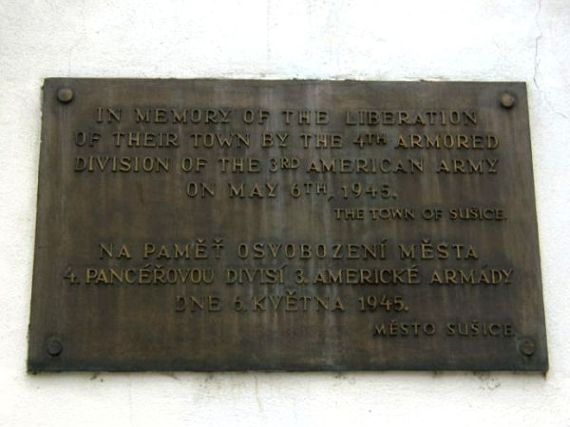 IN MEMORY OF THE LIBERATION
OF THEIR TOWN BY THE 4TH ARMORED
DIVISION OF THE 3RD AMERICAN ARMY
ON MAY 6TH, 1945.
THE TOWN OF SUŠICE.
NA PAMĚŤ OSVOBOZENÍ MĚSTA
4. PANCÉŘOVOU DIVISÍ 3. AMERICKÉ ARMÁDY
DNE 6. KVĚTNA 1945.
MĚSTO SUŠICE.